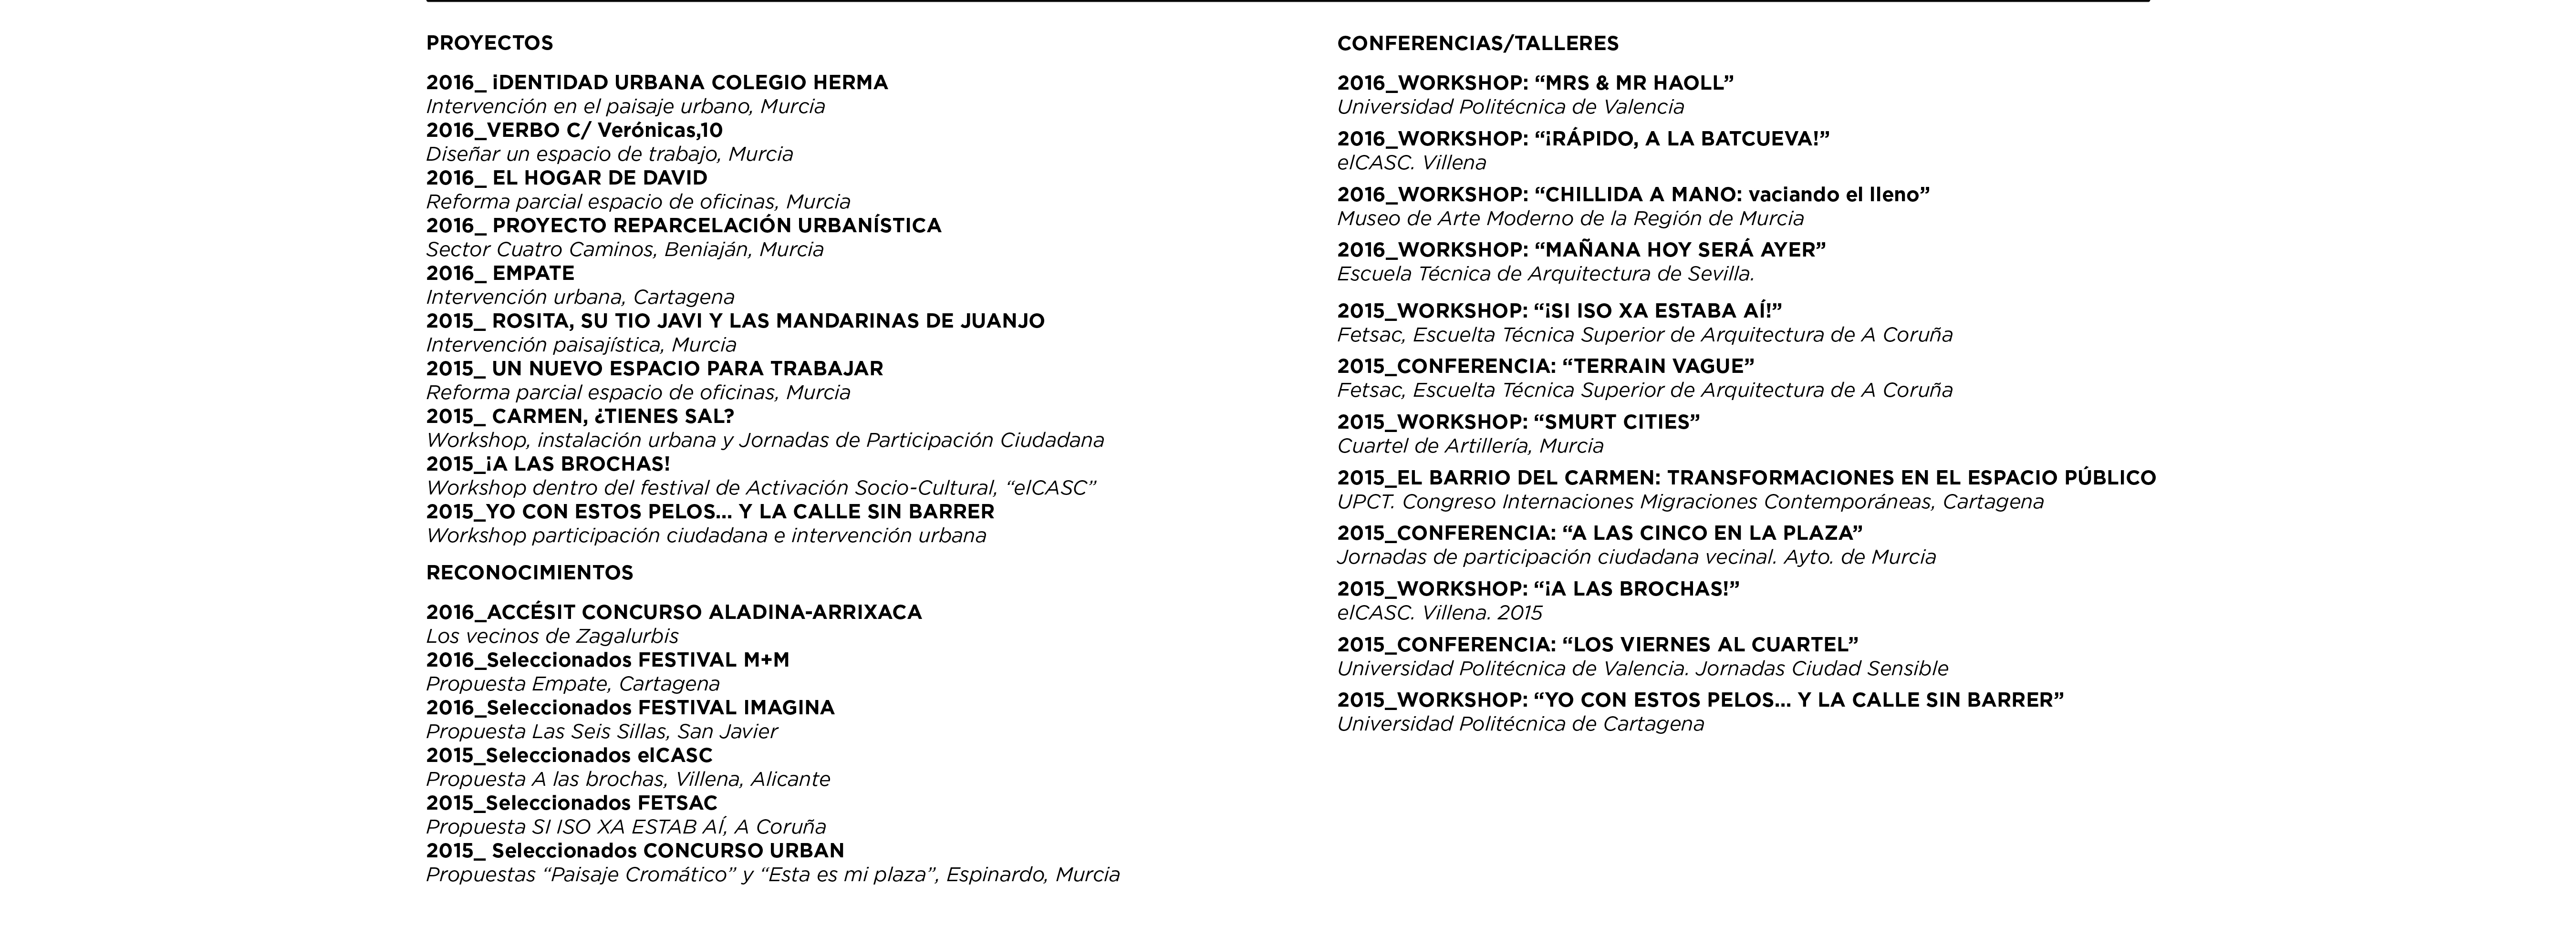 PROYECTOS
2016_ iDENTIDAD URBANA COLEGIO HERMA
Intervención en el paisaje urbano, Murcia
2016_VERBO C/ Verónicas,10
Diseñar un espacio de trabajo, Murcia
2016_ EL HOGAR DE DAVID
Reforma parcial espacio de oficinas, Murcia
2016_ PROYECTO REPARCELACIÓN URBANÍSTICA
Sector Cuatro Caminos, Beniaján, Murcia
2016_ EMPATE
Intervención urbana, Cartagena
2015_ ROSITA, SU TIO JAVI Y LAS MANDARINAS DE JUANJO
Intervención paisajística, Murcia
2015_ UN NUEVO ESPACIO PARA TRABAJAR
Reforma parcial espacio de oficinas, Murcia
2015_ CARMEN, ¿TIENES SAL?
Workshop, instalación urbana y Jornadas de Participación Ciudadana
2015_¡A LAS BROCHAS!
Workshop dentro del festival de Activación Socio-Cultural, “elCASC”
2015_YO CON ESTOS PELOS... Y LA CALLE SIN BARRER
Workshop participación ciudadana e intervención urbana
RECONOCIMIENTOS
2016_ACCÉSIT CONCURSO ALADINA-ARRIXACA
Los vecinos de Zagalurbis
2016_Seleccionados FESTIVAL M+M
Propuesta Empate, Cartagena
2016_Seleccionados FESTIVAL IMAGINA
Propuesta Las Seis Sillas, San Javier
2015_Seleccionados elCASC
Propuesta A las brochas, Villena, Alicante
2015_Seleccionados FETSAC
Propuesta SI ISO XA ESTAB AÍ, A Coruña
2015_ Seleccionados CONCURSO URBAN
Propuestas “Paisaje Cromático” y “Esta es mi plaza”, Espinardo, Murcia
CONFERENCIAS/TALLERES
2016_WORKSHOP: “MRS & MR HAOLL”
Universidad Politécnica de Valencia
2016_WORKSHOP: “¡RÁPIDO, A LA BATCUEVA!”
elCASC. Villena
2016_WORKSHOP: “CHILLIDA A MANO: vaciando el lleno”
Museo de Arte Moderno de la Región de Murcia
2016_WORKSHOP: “MAÑANA HOY SERÁ AYER”
Escuela Técnica de Arquitectura de Sevilla.
2015_WORKSHOP: “¡SI ISO XA ESTABA AÍ!”
Fetsac, Escuelta Técnica Superior de Arquitectura de A Coruña
2015_CONFERENCIA: “TERRAIN VAGUE”
Fetsac, Escuelta Técnica Superior de Arquitectura de A Coruña
2015_WORKSHOP: “SMURT CITIES”
Cuartel de Artillería, Murcia
2015_EL BARRIO DEL CARMEN: TRANSFORMACIONES EN EL ESPACIO PÚBLICO
UPCT. Congreso Internaciones Migraciones Contemporáneas, Cartagena
2015_CONFERENCIA: “A LAS CINCO EN LA PLAZA”
Jornadas de participación ciudadana vecinal. Ayto. de Murcia
2015_WORKSHOP: “¡A LAS BROCHAS!”
elCASC. Villena. 2015
2015_CONFERENCIA: “LOS VIERNES AL CUARTEL”
Universidad Politécnica de Valencia. Jornadas Ciudad Sensible
2015_WORKSHOP: “YO CON ESTOS PELOS... Y LA CALLE SIN BARRER”
Universidad Politécnica de Cartagena